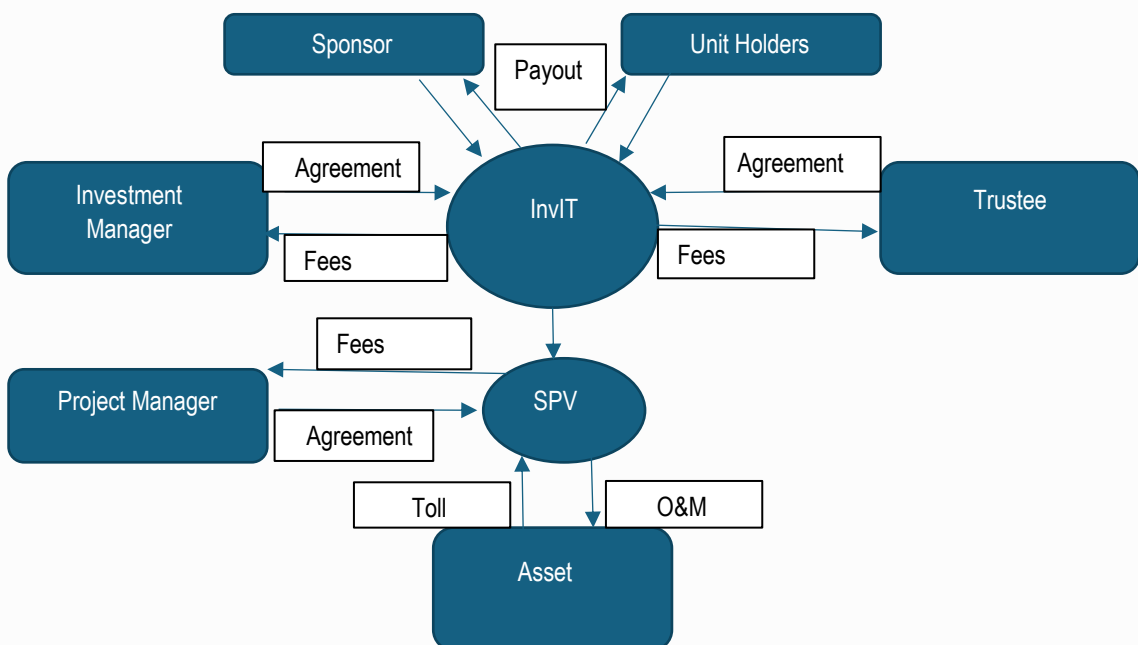 Sponsor
Unit Holders
Payout
Agreement
Agreement
Investment
Manager
InvIT
Trustee
Fees
Fees
Fees
Project Manager
SPV
Agreement
Toll
O&M
Asset